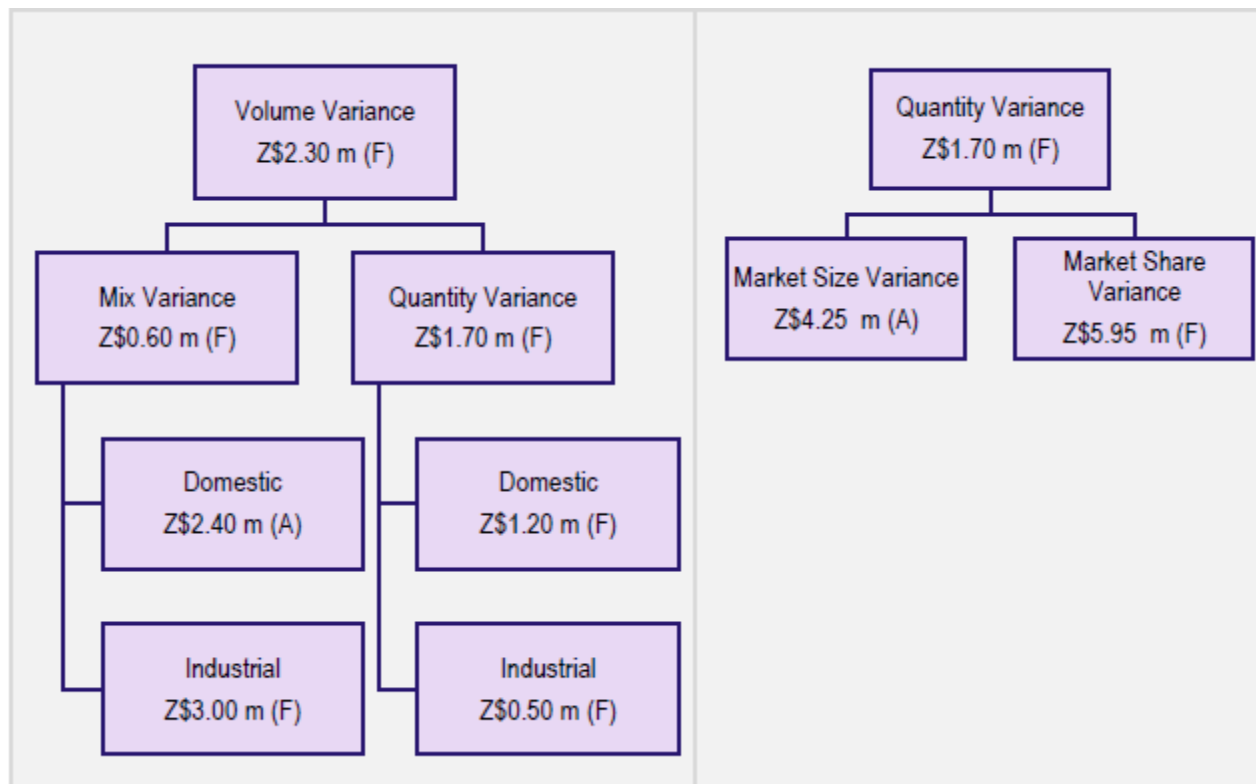 Volume Variance
Z$2.30 m (F)
Mix Variance
Z$0.60 m (F)
Quantity Variance
Z$1.70 m (F)
Domestic
Z$2.40 m (A)
Domestic
Z$1.20 m (F)
Industrial
Z$3.00 m (F)
Industrial
Z$0.50 m (F)
Quantity Variance
Z$1.70 m (F)
Market Size Variance
Z$4.25 m (A)
Market Share
Variance
Z$5.95 m (F)